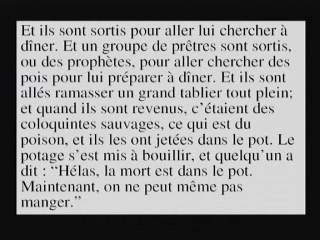 Et ils sont sortis pour aller lui chercher à
dîner. Et un groupe de prêtres sont sortis,
ou des prophètes, pour aller chercher des
pois pour lui préparer à dîner. Et ils sont
allés ramasser un grand tablier tout plein;
et quand ils sont revenus, c’étaient des
coloquintes sauvages, ce qui est du
poison, et ils les ont jetées dans le pot. Le
potage s’est mis à bouillir, et quelqu’un a
dit : “Hélas, la mort est dans le pot.
Maintenant, on ne peut même pas
manger.”